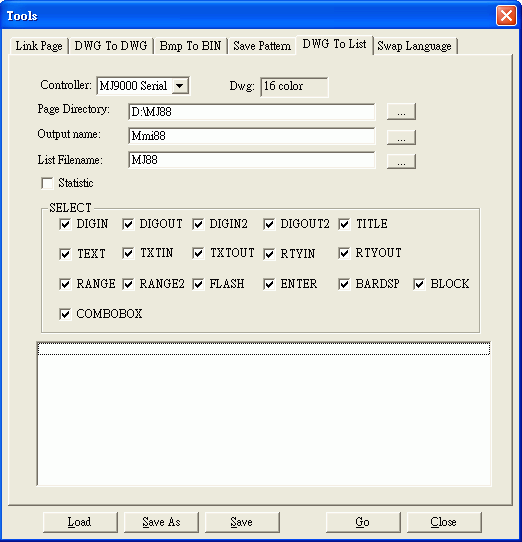 Tools
Link Page DWG To DWG Bmp To BIN Save Pattern DWG To List Swap Language
Controller: MJ9000 Serial Dwg: 16 color
Page Directory: D:\MJ88 ...
Output name: Mmi88 ...
List Filename: MJ88 ...
Statistic
SELECT
DIGIN DIGOUT DIGIN2 DIGOUT2 TITLE
TEXT TXTIN TXTOUT RTYIN RTYOUT
RANGE RANGE2 FLASH ENTER BARDSP BLOCK
COMBOBOX
Load Save As Save Go Close